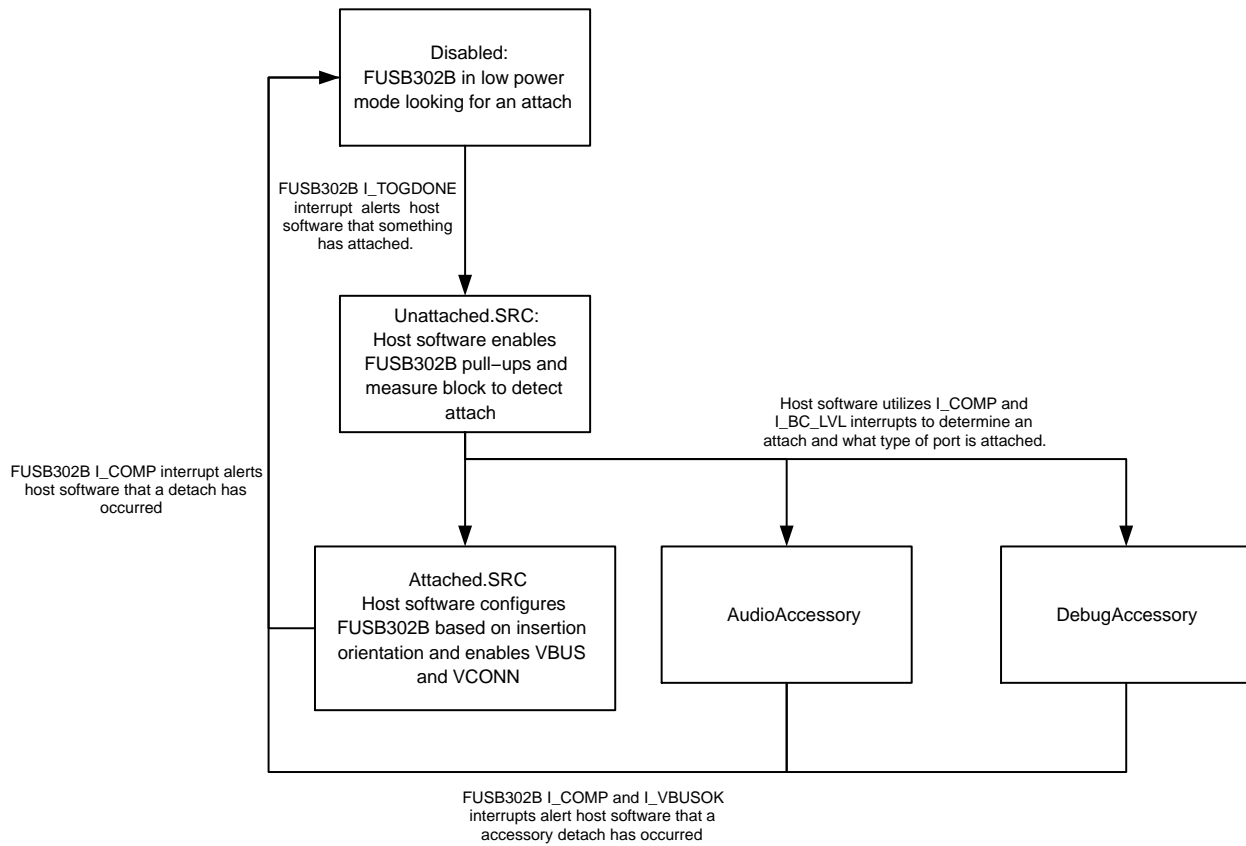 Disabled:
FUSB302B in low power
mode looking for an attach
FUSB302B I_TOGDONE
interrupt alerts host
software that something
has attached.
Unattached.SRC:
Host software enables
FUSB302B pull–ups and
measure block to detect
attach
Host software utilizes I_COMP and
I_BC_LVL interrupts to determine an
attach and what type of port is attached.
FUSB302B I_COMP interrupt alerts
host software that a detach has
occurred
Attached.SRC
Host software configures
FUSB302B based on insertion
orientation and enables VBUS
and VCONN
AudioAccessory
DebugAccessory
FUSB302B I_COMP and I_VBUSOK
interrupts alert host software that a
accessory detach has occurred